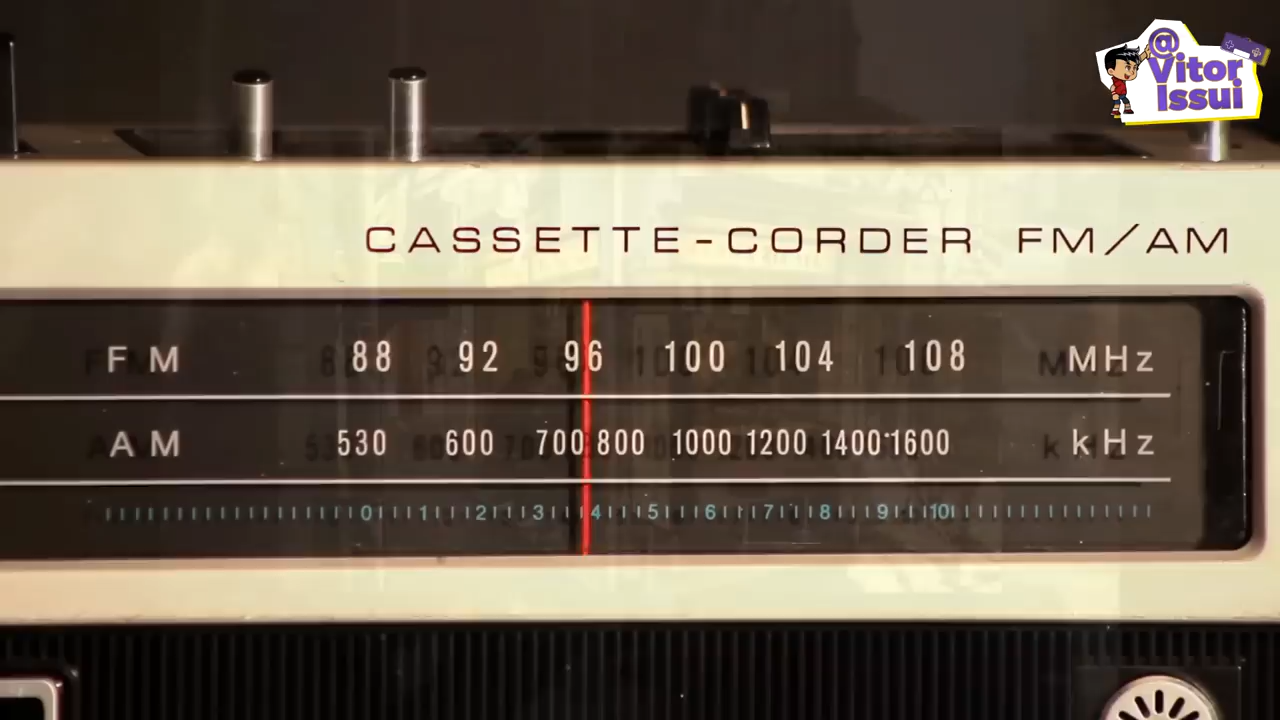 @
Vitor
Issui
CASSETTE-CORDER FM/AM
FM 88 92 96 100 104 108 MHz
AM 530 600 700 800 1000 1200 1400 1600 kHz
0 1 2 3 4 5 6 7 8 9 10